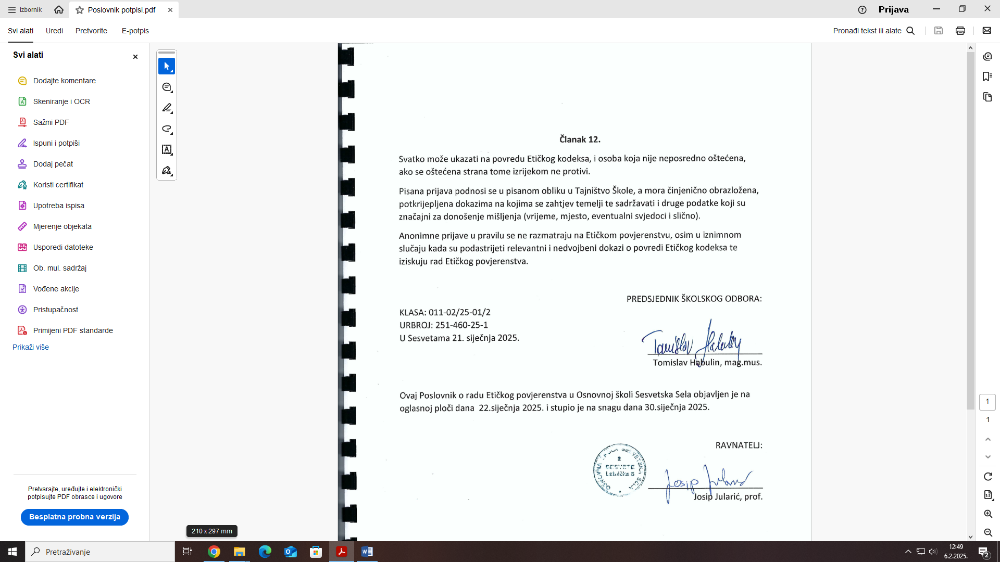 Izbornik
Poslovnik potpisi.pdf
Prijava
Svi alati
Uredi
Pretvorite
E-potpis
Pronađi tekst ili alate
Svi alati
Dodajte komentare
Skeniranje i OCR
Sažmi PDF
Ispuni i potpiši
Dodaj pečat
Koristi certifikat
Upotreba ispisa
Mjerenje objekata
Usporedi datoteke
Ob. mul. sadržaj
Vođene akcije
Pristupačnost
Primijeni PDF standarde
Prikaži više
Pretvarajte, uređujte i elektronički
potpisujte PDF obrasce i ugovore
Besplatna probna verzija
210 x 297 mm
Članak 12.
Svatko može ukazati na povredu Etičkog kodeksa, i osoba koja nije neposredno oštećena,
ako se oštećena strana tome izrijekom ne protivi.
Pisana prijava podnosi se u pisanom obliku u Tajništvo Škole, a mora činjenično obrazložena,
potkrijepljena dokazima na kojima se zahtjev temelji te sadržavati i druge podatke koji su
značajni za donošenje mišljenja (vrijeme, mjesto, eventualni svjedoci i slično).
Anonimne prijave u pravilu se ne razmatraju na Etičkom povjerenstvu, osim u iznimnom
slučaju kada su podastrijeti relevantni i nedvojbeni dokazi o povredi Etičkog kodeksa te
iziskuju rad Etičkog povjerenstva.
PREDSJEDNIK ŠKOLSKOG ODBORA:
KLASA: 011-02/25-01/2
URBROJ: 251-460-25-1
U Sesvetama 21. siječnja 2025.
Tomislav Habulin, mag.mus.
Ovaj Poslovnik o radu Etičkog povjerenstva u Osnovnoj školi Sesvetska Sela objavljen je na
oglasnoj ploči dana 22.siječnja 2025. i stupio je na snagu dana 30.siječnja 2025.
RAVNATELJ:
OSNOVNA ŠKOLA SESVETSKA SELA
2
SESVETE
Letnička 5
Josip Jularić
Josip Jularić, prof.
1
1
Pretraživanje
12:49
6.2.2025.
2